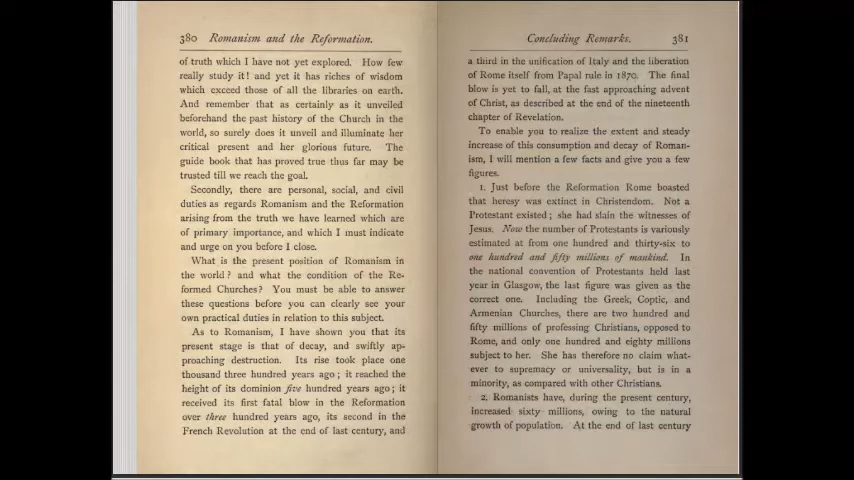 380 Romanism and the Reformation.
of truth which I have not yet explored. How few
really study it! and yet it has riches of wisdom
which exceed those of all the libraries on earth.
And remember that as certainly as it unveiled
beforehand the past history of the Church in the
world, so surely does it unveil and illuminate her
critical present and her glorious future. The
guide book that has proved true thus far may be
trusted till we reach the goal.
Secondly, there are personal, social, and civil
duties as regards Romanism and the Reformation
arising from the truth we have learned which are
of primary importance, and which I must indicate
and urge on you before I close.
What is the present position of Romanism in
the world? and what the condition of the Re-
formed Churches? You must be able to answer
these questions before you can clearly see your
own practical duties in relation to this subject.
As to Romanism, I have shown you that its
present stage is that of decay, and swiftly ap-
proaching destruction. Its rise took place one
thousand three hundred years ago; it reached the
height of its dominion five hundred years ago; it
received its first fatal blow in the Reformation
over three hundred years ago, its second in the
French Revolution at the end of last century, and
Concluding Remarks. 381
a third in the unification of Italy and the liberation
of Rome itself from Papal rule in 1870. The final
blow is yet to fall, at the fast approaching advent
of Christ, as described at the end of the nineteenth
chapter of Revelation.
To enable you to realize the extent and steady
increase of this consumption and decay of Roman-
ism, I will mention a few facts and give you a few
figures.
1. Just before the Reformation Rome boasted
that heresy was extinct in Christendom. Not a
Protestant existed; she had slain the witnesses of
Jesus. Now the number of Protestants is variously
estimated at from one hundred and thirty-six to
one hundred and fifty millions of mankind. In
the national convention of Protestants held last
year in Glasgow, the last figure was given as the
correct one. Including the Greek, Coptic, and
Armenian Churches, there are two hundred and
fifty millions of professing Christians, opposed to
Rome, and only one hundred and eighty millions
subject to her. She has therefore no claim what-
ever to supremacy or universality, but is in a
minority, as compared with other Christians.
2. Romanists have, during the present century,
increased sixty millions, owing to the natural
growth of population. At the end of last century